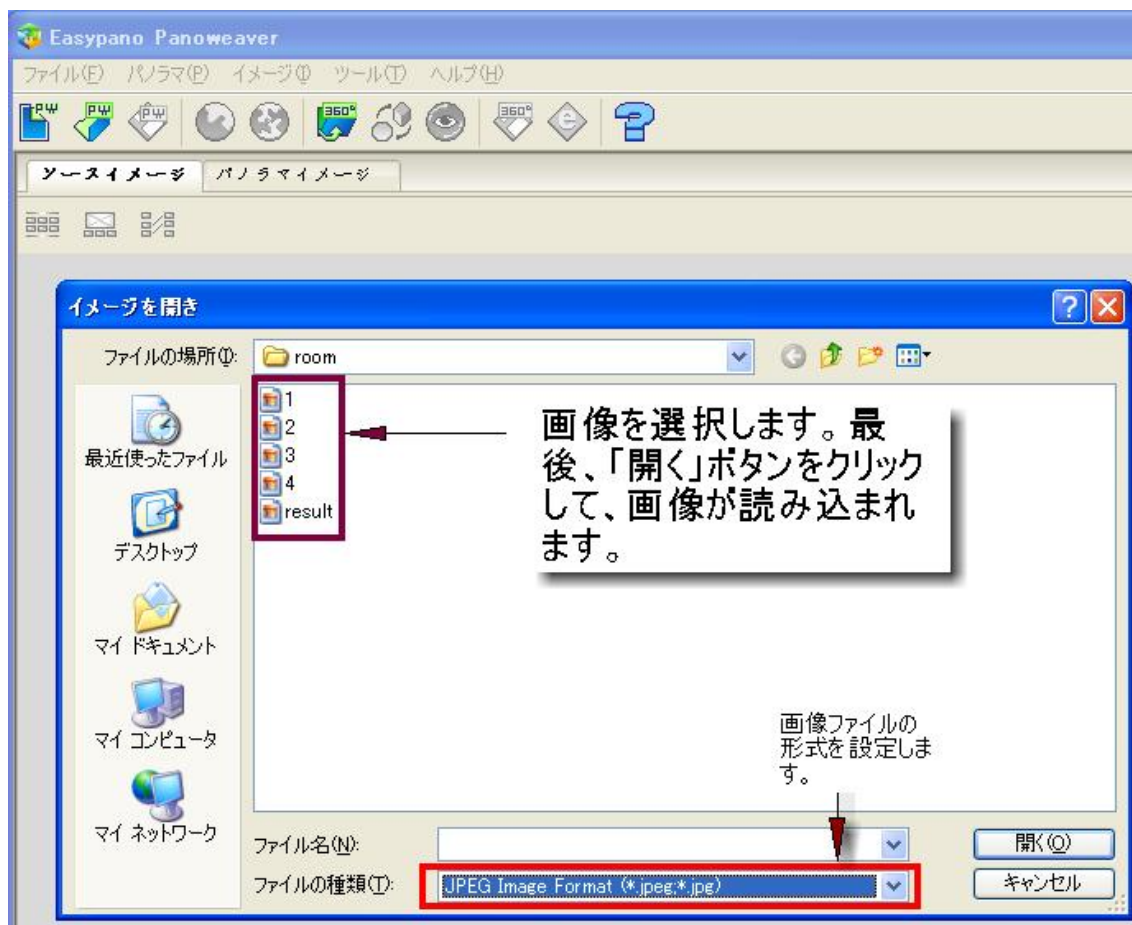 Easypano Panoweaver
ファイル(F) パノラマ(P) イメージ(I) ツール(T) ヘルプ(H)
PW PW PW 360° 360° e ?
ソースイメージ パノラマイメージ
イメージを開き
ファイルの場所(I): room
1
2
3
4
result
画像を選択します。最
後、「開く」ボタンをクリック
して、画像が読み込まれ
ます。
最近使ったファイル
デスクトップ
マイ ドキュメント
マイ コンピュータ
マイ ネットワーク
画像ファイルの
形式を設定しま
す。
ファイル名(N): 開く(O)
ファイルの種類(T): JPEG Image Format (*.jpeg;*.jpg) キャンセル